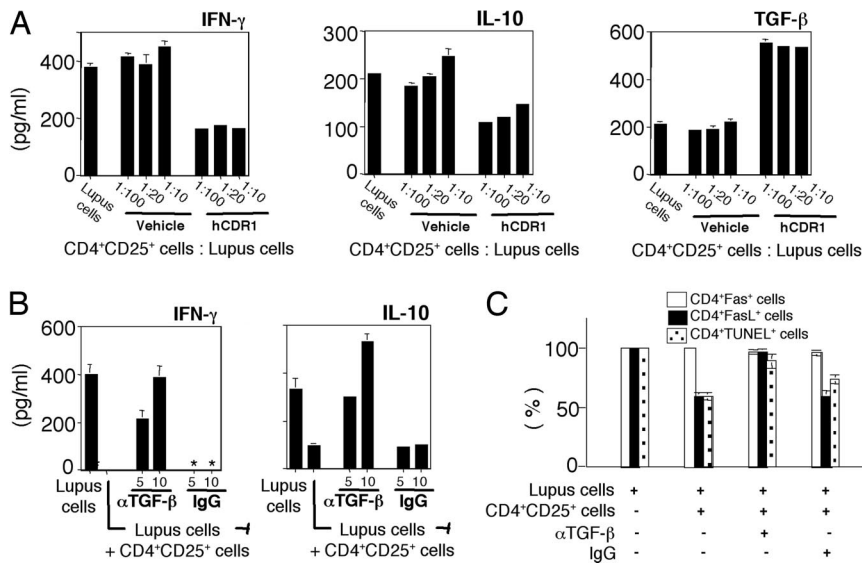 A
IFN-γ
IL-10
TGF-β
(pg/ml)
600
400
200
0
300
200
100
0
600
400
200
0
Lupus cells
1:100
1:20
1:10
1:100
1:20
1:10
Vehicle
hCDR1
CD4+CD25+ cells : Lupus cells
Lupus cells
1:100
1:20
1:10
1:100
1:20
1:10
Vehicle
hCDR1
CD4+CD25+ cells : Lupus cells
Lupus cells
1:100
1:20
1:10
1:100
1:20
1:10
Vehicle
hCDR1
CD4+CD25+ cells : Lupus cells
B
IFN-γ
IL-10
(pg/ml)
600
400
200
0
* *
Lupus cells
5 10 5 10
αTGF-β IgG
Lupus cells
+ CD4+CD25+ cells
Lupus cells
5 10 5 10
αTGF-β IgG
Lupus cells
+ CD4+CD25+ cells
C
CD4+Fas+ cells
CD4+FasL+ cells
CD4+TUNEL+ cells
( % )
100
50
0
Lupus cells + + + +
CD4+CD25+ cells - + + +
αTGF-β - - + -
IgG - - - +